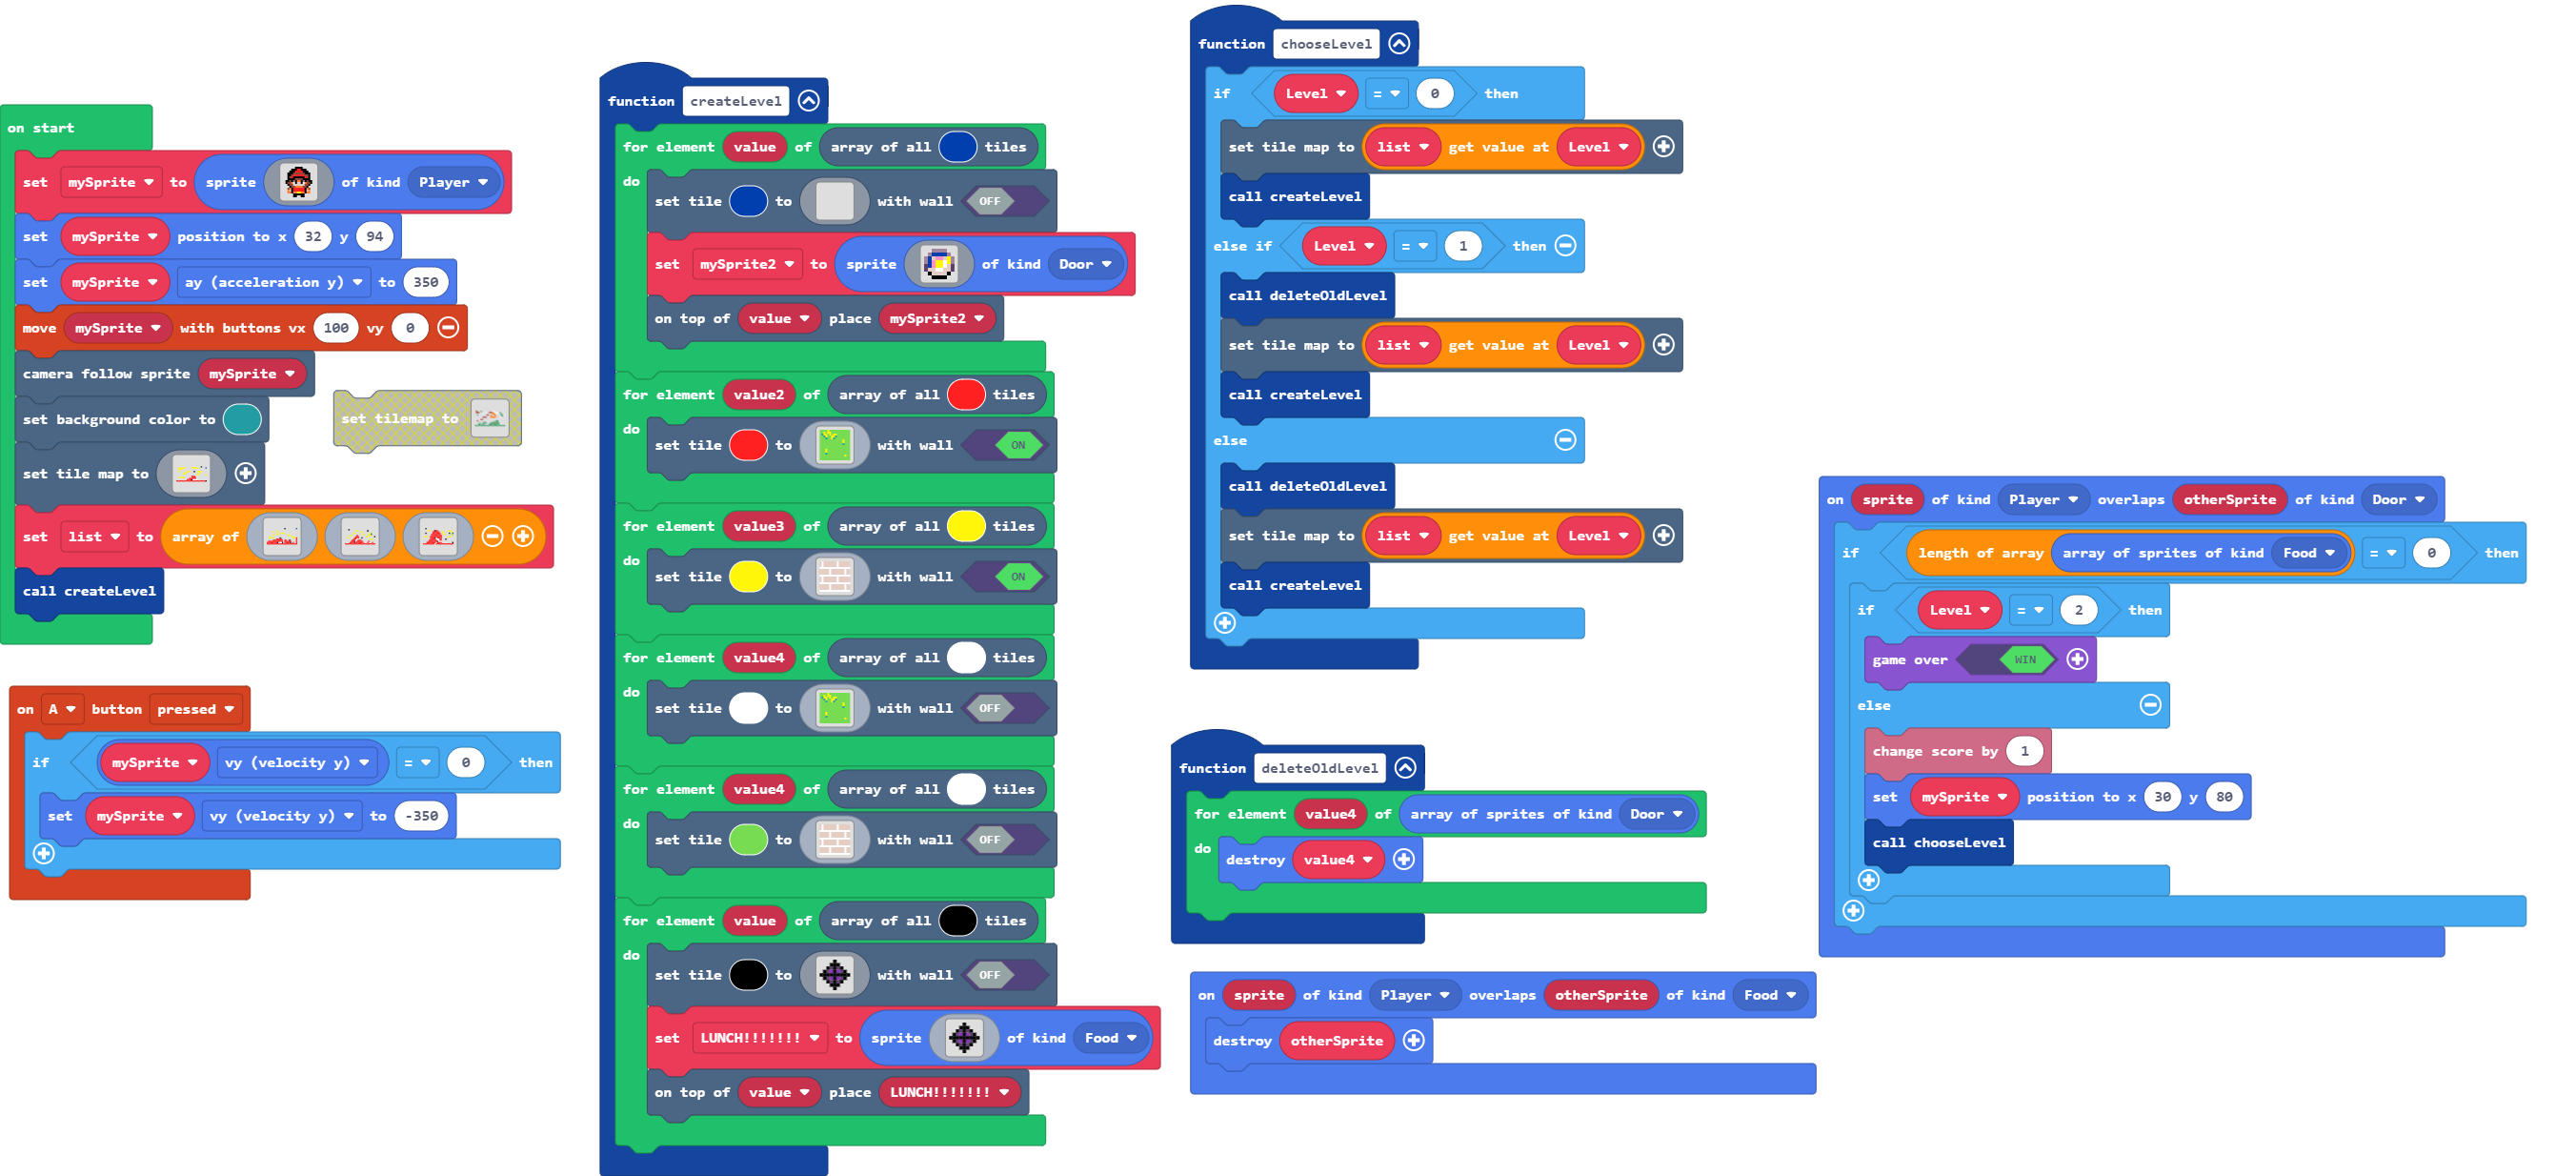 on start
set mySprite to sprite of kind Player
set mySprite position to x 32 y 94
set mySprite ay (acceleration y) to 350
move mySprite with buttons vx 100 vy 0
camera follow sprite mySprite
set background color to
set tilemap to
set tile map to
set list to array of
call createLevel
on A button pressed
if mySprite vy (velocity y) = 0 then
set mySprite vy (velocity y) to -350
function createLevel
for element value of array of all tiles
do
set tile to with wall OFF
set mySprite2 to sprite of kind Door
on top of value place mySprite2
for element value2 of array of all tiles
do
set tile to with wall ON
for element value3 of array of all tiles
do
set tile to with wall ON
for element value4 of array of all tiles
do
set tile to with wall OFF
for element value4 of array of all tiles
do
set tile to with wall OFF
for element value of array of all tiles
do
set tile to with wall OFF
set LUNCH!!!!!!! to sprite of kind Food
on top of value place LUNCH!!!!!!!
function chooseLevel
if Level = 0 then
set tile map to list get value at Level
call createLevel
else if Level = 1 then
call deleteOldLevel
set tile map to list get value at Level
call createLevel
else
call deleteOldLevel
set tile map to list get value at Level
call createLevel
function deleteOldLevel
for element value4 of array of sprites of kind Door
do
destroy value4
on sprite of kind Player overlaps otherSprite of kind Food
destroy otherSprite
on sprite of kind Player overlaps otherSprite of kind Door
if length of array array of sprites of kind Food = 0 then
if Level = 2 then
game over WIN
else
change score by 1
set mySprite position to x 30 y 80
call chooseLevel